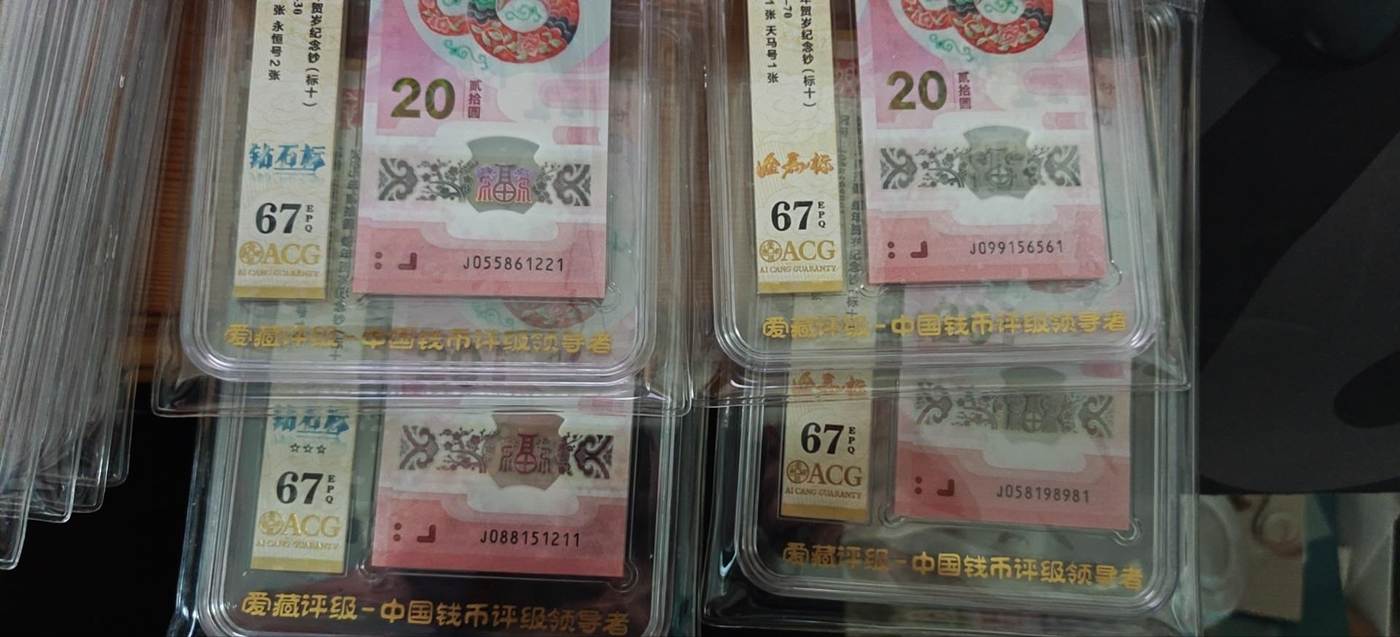 贺岁纪念钞(标十)
30
张 永恒号2张
20
贰拾圆
钻石标
67
EPQ
ACG
AI CANG GUARANTY
J055861221
爱藏评级-中国钱币评级领导者
年贺岁纪念钞(标十)
-70
1张 天马号1张
20
贰拾圆
67
EPQ
ACG
AI CANG GUARANTY
J099156561
爱藏评级-中国钱币评级领导者
钻石标
☆☆☆
67
EPQ
ACG
AI CANG GUARANTY
J088151211
爱藏评级-中国钱币评级领导者
67
EPQ
ACG
AI CANG GUARANTY
J058198981
爱藏评级-中国钱币评级领导者